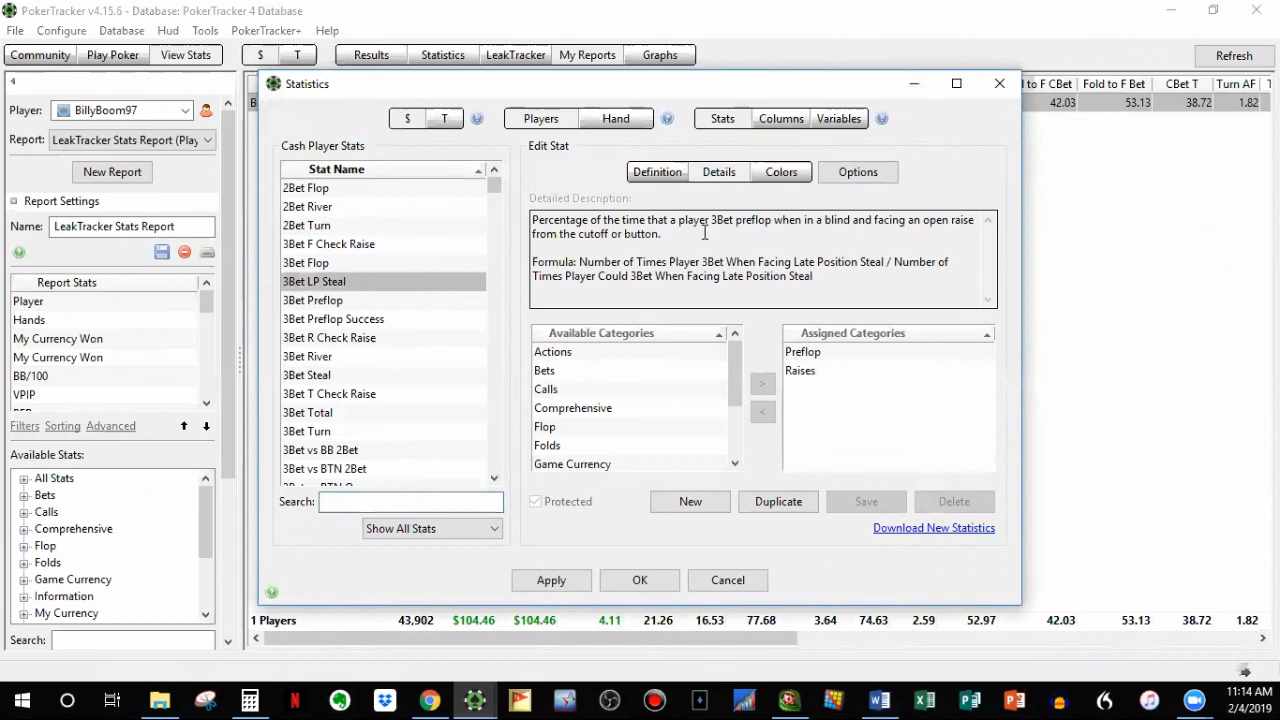 PokerTracker v4.15.6 - Database: PokerTracker 4 Database
File Configure Database Hud Tools PokerTracker+ Help
Community Play Poker View Stats $ T Results Statistics LeakTracker My Reports Graphs Refresh
Player: BillyBoom97
Report: LeakTracker Stats Report (Play
New Report
Report Settings
Name: LeakTracker Stats Report
Report Stats
Player
Hands
My Currency Won
My Currency Won
BB/100
VPIP
Filters Sorting Advanced
Available Stats:
All Stats
Bets
Calls
Comprehensive
Flop
Folds
Game Currency
Information
My Currency
Search:
Statistics
$ T Players Hand Stats Columns Variables
Cash Player Stats
Stat Name
2Bet Flop
2Bet River
2Bet Turn
3Bet F Check Raise
3Bet Flop
3Bet LP Steal
3Bet Preflop
3Bet Preflop Success
3Bet R Check Raise
3Bet River
3Bet Steal
3Bet T Check Raise
3Bet Total
3Bet Turn
3Bet vs BB 2Bet
3Bet vs BTN 2Bet
Search:
Show All Stats
Edit Stat
Definition Details Colors Options
Detailed Description:
Percentage of the time that a player 3Bet preflop when in a blind and facing an open raise
from the cutoff or button.
Formula: Number of Times Player 3Bet When Facing Late Position Steal / Number of
Times Player Could 3Bet When Facing Late Position Steal
Available Categories
Actions
Bets
Calls
Comprehensive
Flop
Folds
Game Currency
>
<
Assigned Categories
Preflop
Raises
Protected New Duplicate Save Delete
Download New Statistics
Apply OK Cancel
to F CBet Fold to F Bet CBet T Turn AF
42.03 53.13 38.72 1.82
1 Players 43,902 $104.46 $104.46 4.11 21.26 16.53 77.68 3.64 74.63 2.59 52.97 42.03 53.13 38.72 1.82
11:14 AM
2/4/2019